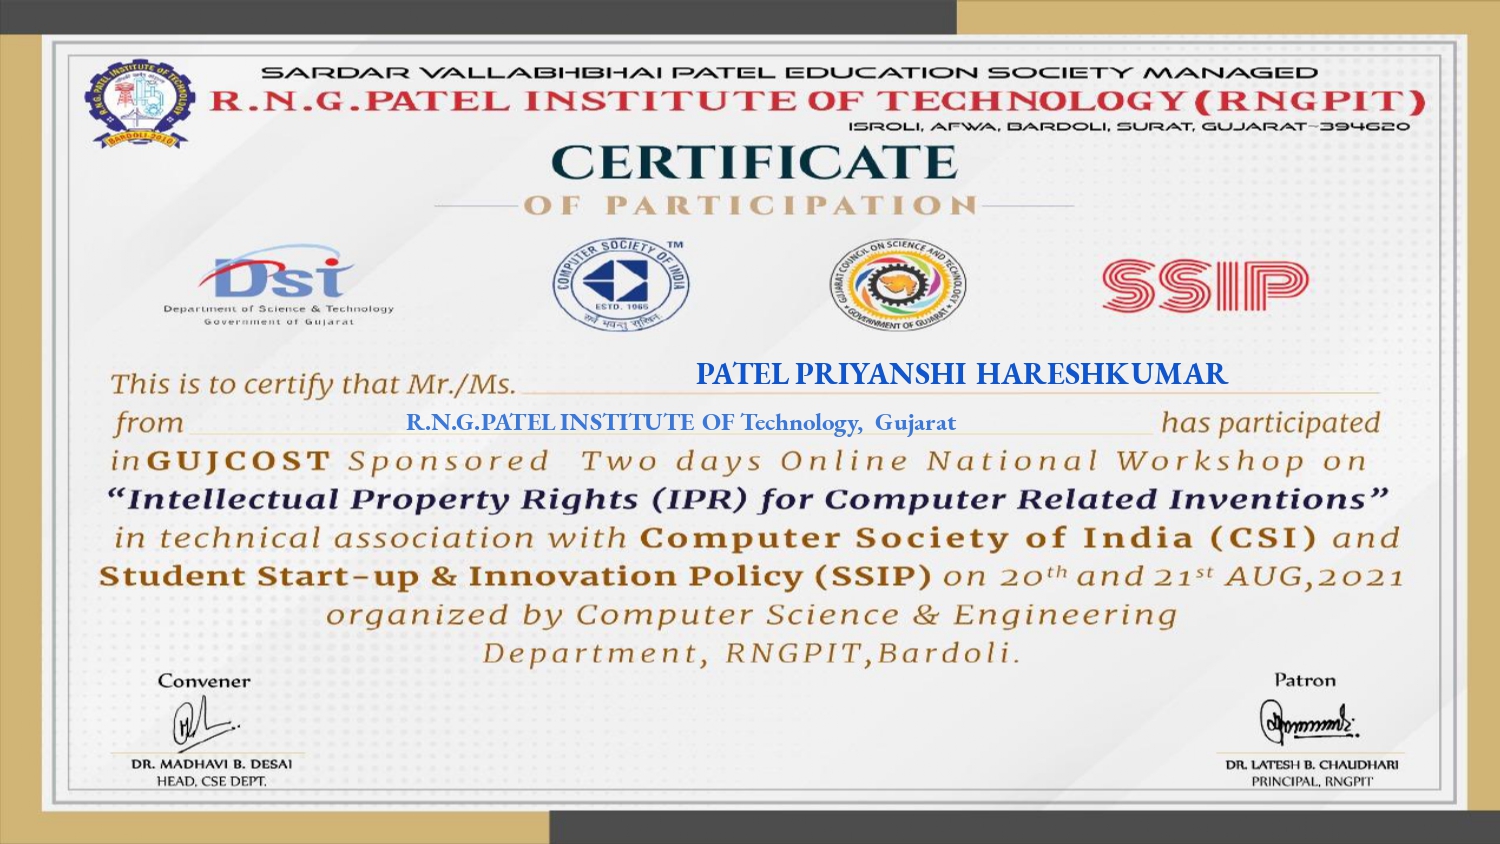 SARDAR VALLABHBHAI PATEL EDUCATION SOCIETY MANAGED
R.N.G.PATEL INSTITUTE OF TECHNOLOGY (RNGPIT)
ISROLI, AFWA, BARDOLI, SURAT, GUJARAT-394620
R.N.G. PATEL INSTITUTE OF TECHNOLOGY
BARDOLI-2010
CERTIFICATE
OF PARTICIPATION
Dst
Department of Science & Technology
Government of Gujarat
COMPUTER SOCIETY OF INDIA TM
ESTD. 1965
GUJARAT COUNCIL ON SCIENCE AND TECHNOLOGY
GOVERNMENT OF GUJARAT
SSIP
This is to certify that Mr./Ms. PATEL PRIYANSHI HARESHKUMAR
from R.N.G.PATEL INSTITUTE OF Technology, Gujarat has participated
in GUJCOST Sponsored Two days Online National Workshop on
“Intellectual Property Rights (IPR) for Computer Related Inventions”
in technical association with Computer Society of India (CSI) and
Student Start-up & Innovation Policy (SSIP) on 20th and 21st AUG,2021
organized by Computer Science & Engineering
Department, RNGPIT,Bardoli.
Convener
DR. MADHAVI B. DESAI
HEAD, CSE DEPT.
Patron
DR. LATESH B. CHAUDHARI
PRINCIPAL, RNGPIT